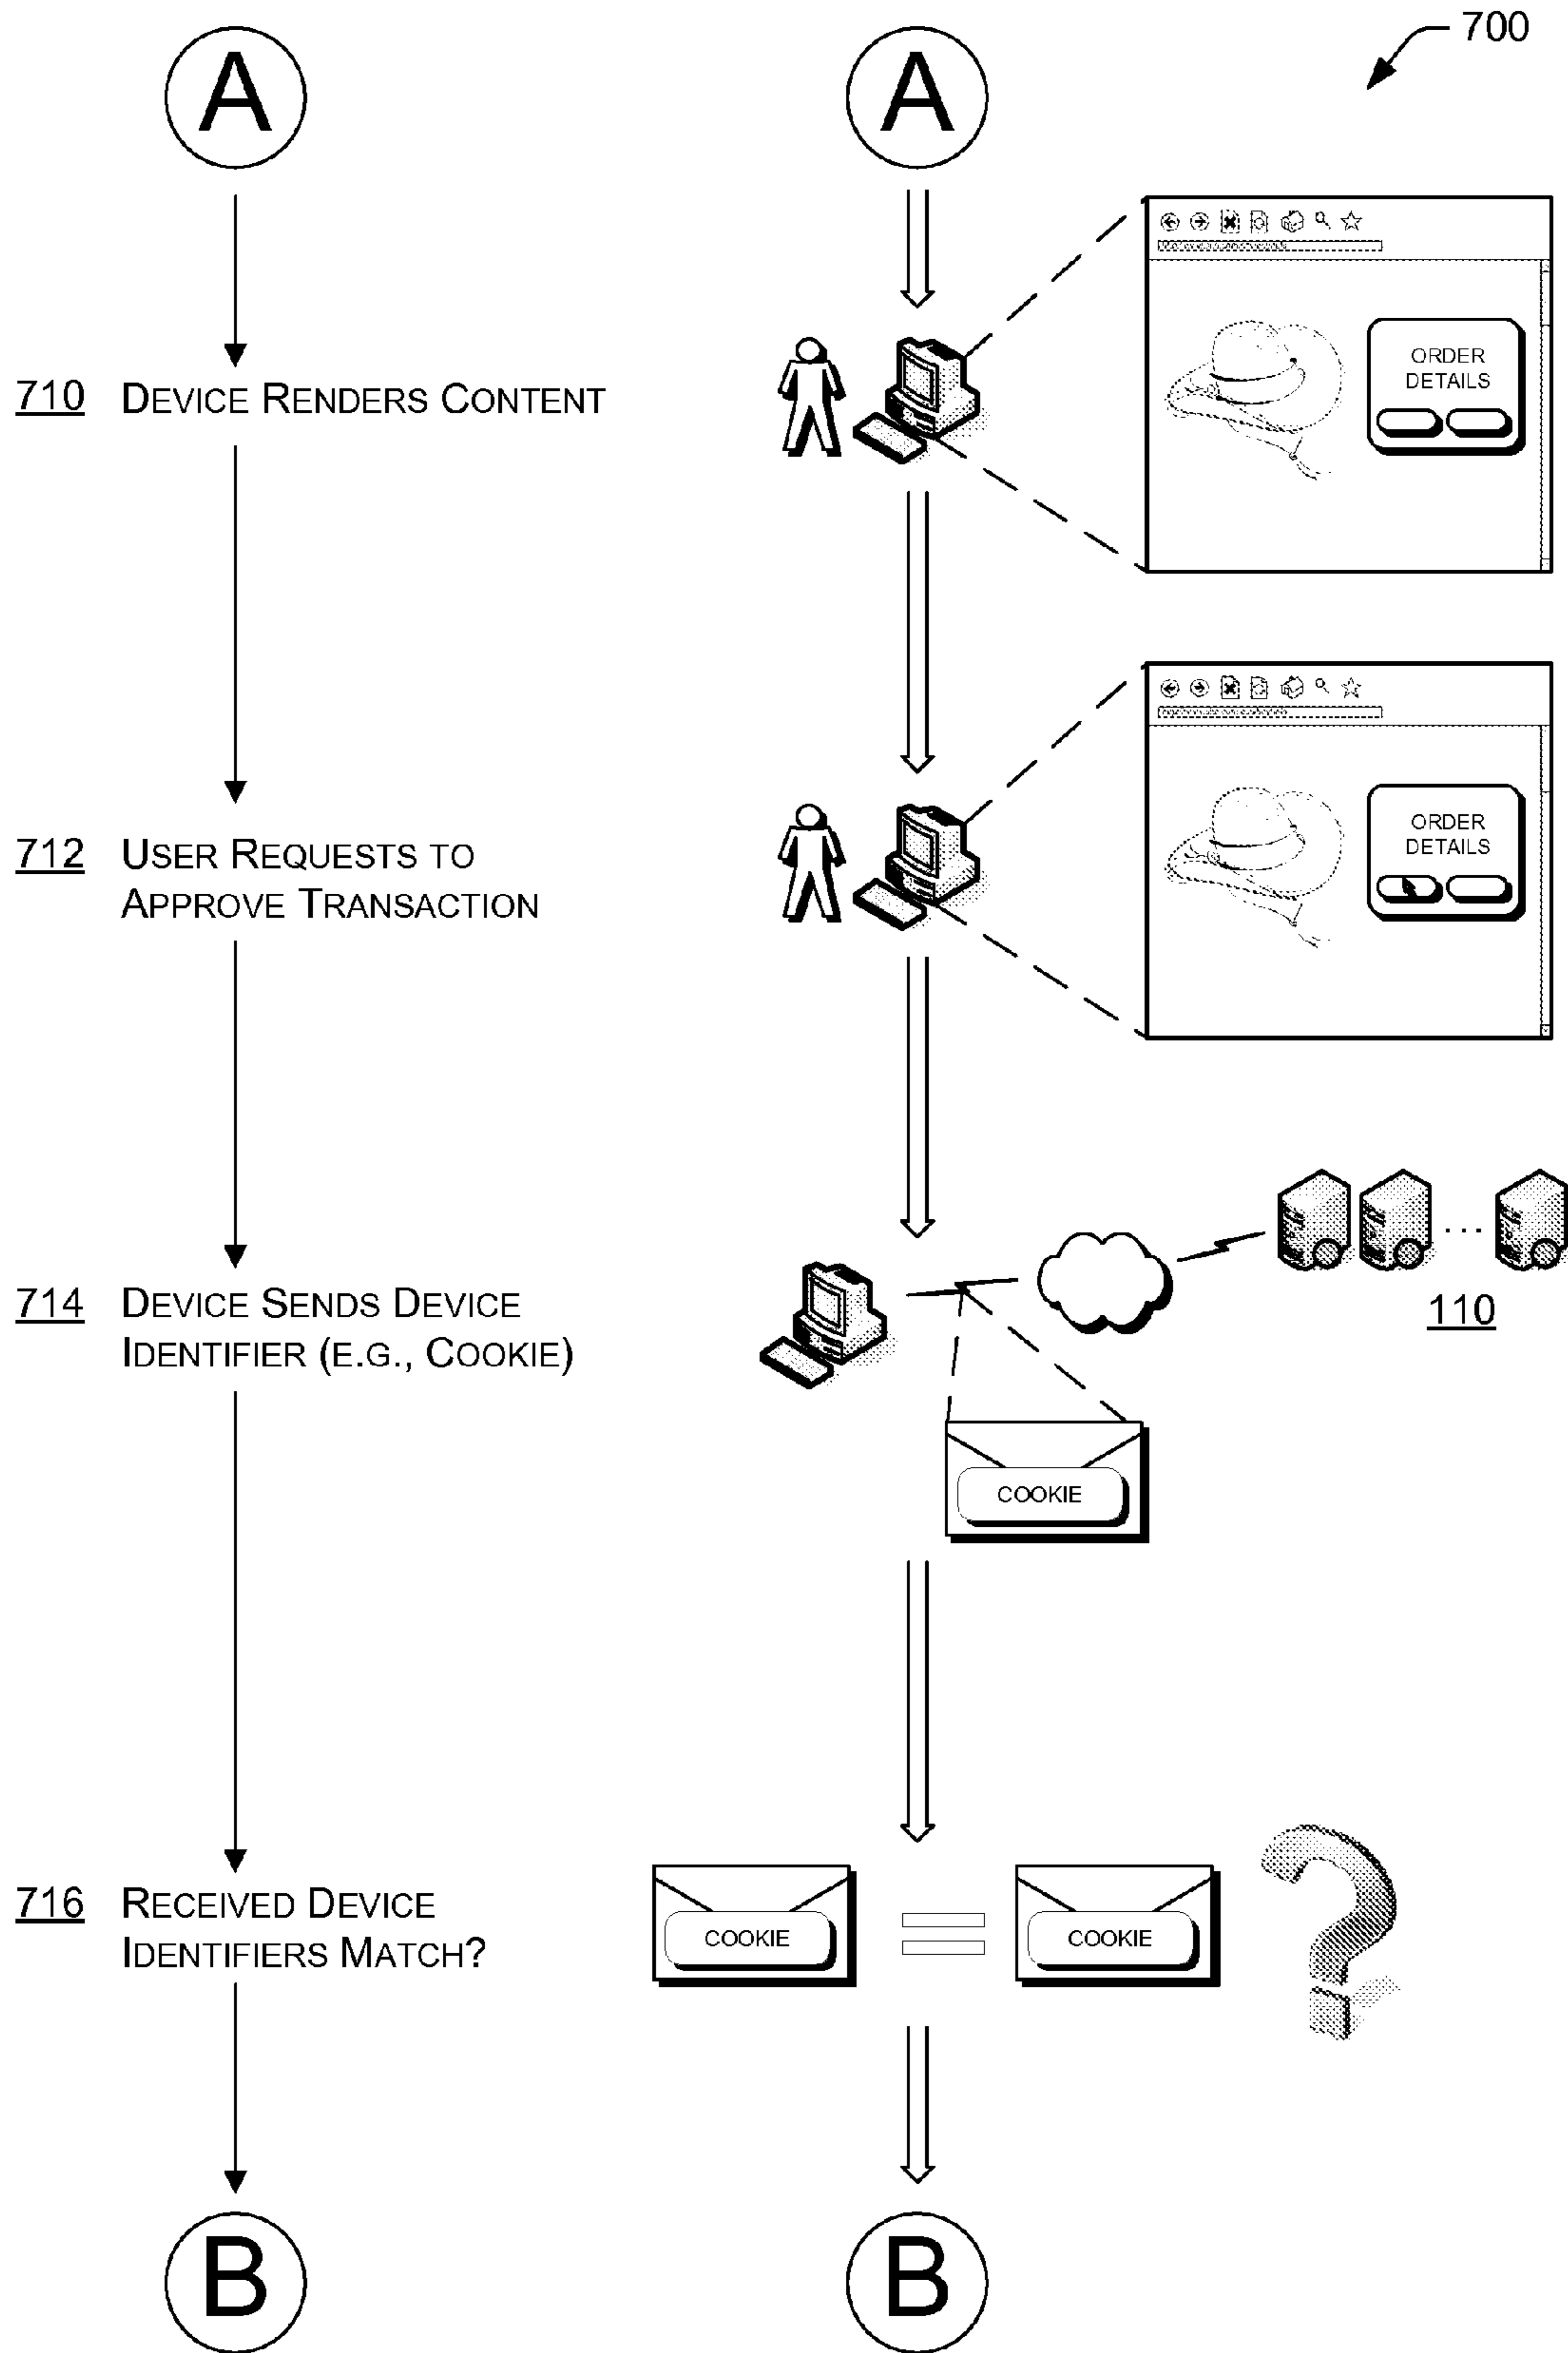 A
A
700
ORDER
DETAILS
710 DEVICE RENDERS CONTENT
ORDER
DETAILS
712 USER REQUESTS TO
APPROVE TRANSACTION
714 DEVICE SENDS DEVICE
IDENTIFIER (E.G., COOKIE)
110
COOKIE
716 RECEIVED DEVICE
IDENTIFIERS MATCH?
COOKIE = COOKIE ?
B
B